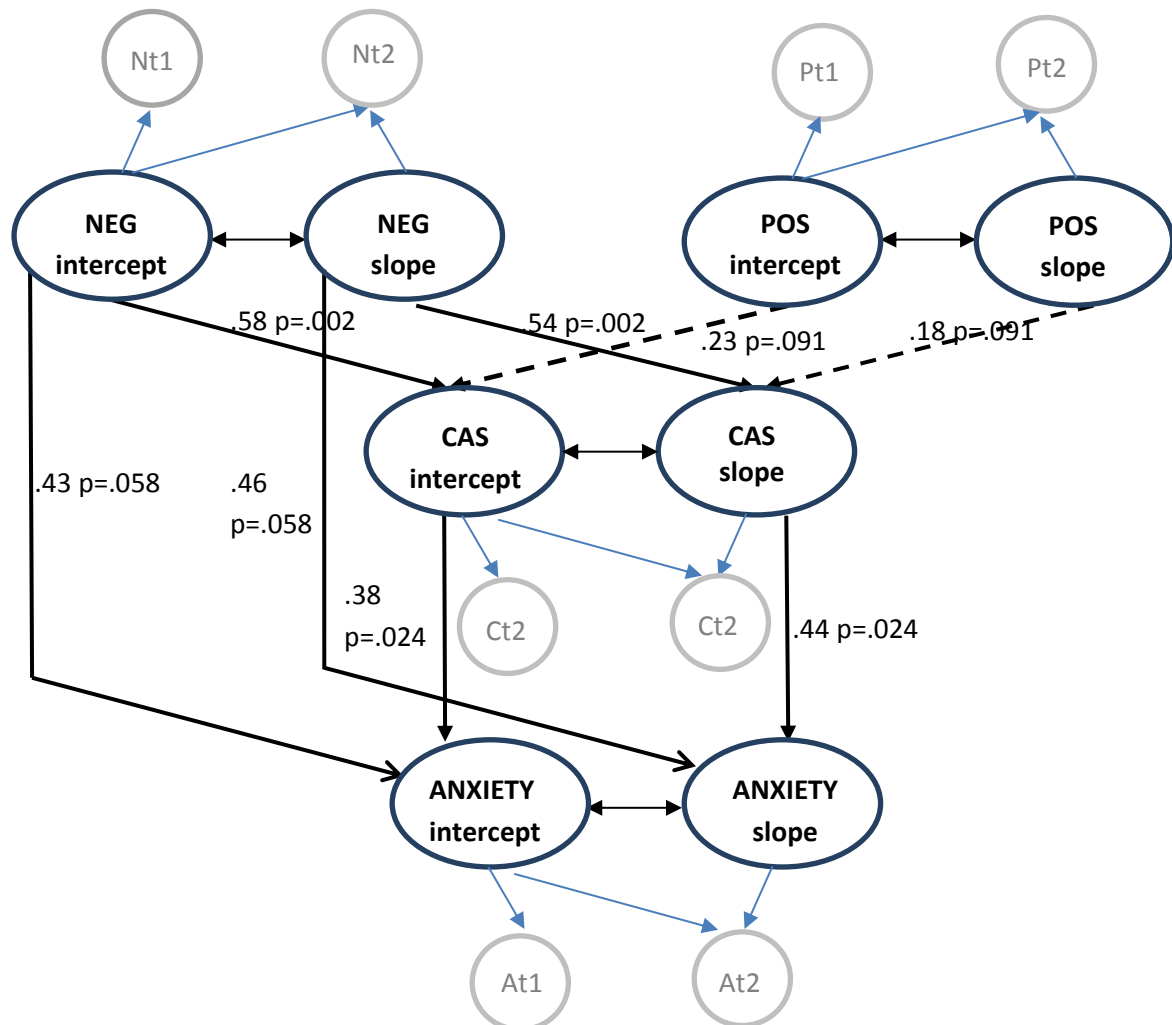 Nt1
Nt2
Pt1
Pt2
NEG
intercept
NEG
slope
POS
intercept
POS
slope
.58 p=.002
.54 p=.002
.23 p=.091
.18 p=.091
CAS
intercept
CAS
slope
.43 p=.058
.46
p=.058
.38
p=.024
Ct2
Ct2
.44 p=.024
ANXIETY
intercept
ANXIETY
slope
At1
At2